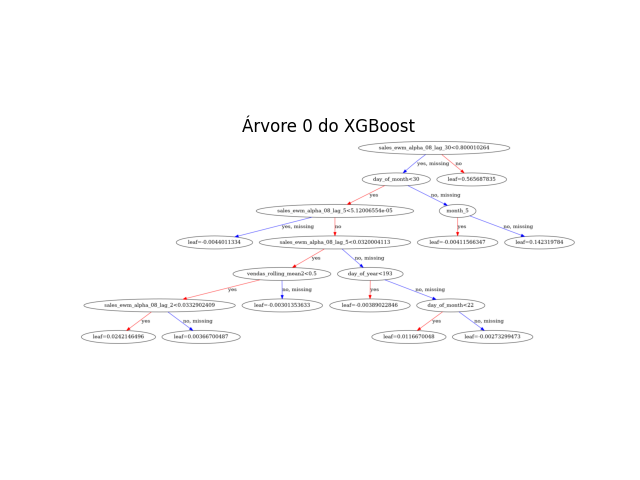 Árvore 0 do XGBoost
sales_ewm_alpha_08_lag_30<0.800010264
yes, missing
no
day_of_month<30
leaf=0.565687835
yes
no, missing
sales_ewm_alpha_08_lag_5<5.12006554e-05
month_5
yes, missing
no
yes
no, missing
leaf=-0.0044011334
sales_ewm_alpha_08_lag_5<0.0320004113
leaf=-0.00411566347
leaf=0.142319784
yes
no, missing
vendas_rolling_mean2<0.5
day_of_year<193
yes
no, missing
yes
no, missing
sales_ewm_alpha_08_lag_2<0.0332902409
leaf=-0.00301353633
leaf=-0.00389022846
day_of_month<22
yes
no, missing
yes
no, missing
leaf=0.0242146496
leaf=0.00366700487
leaf=0.0116670048
leaf=-0.00273299473